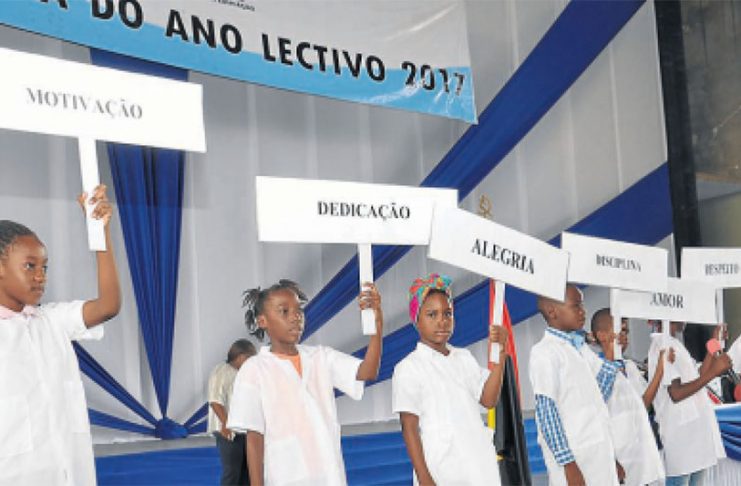 A DO ANO LECTIVO 2017
MOTIVAÇÃO
DEDICAÇÃO
ALEGRIA
DISCIPLINA
AMOR
RESPEITO